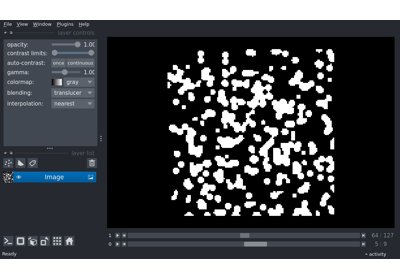 File View Window Plugins Help
layer controls
opacity: 1.00
contrast limits:
auto-contrast: once continuous
gamma: 1.00
colormap: gray
blending: translucer
interpolation: nearest
layer list
Image
1 64 127
0 5 9
Ready activity